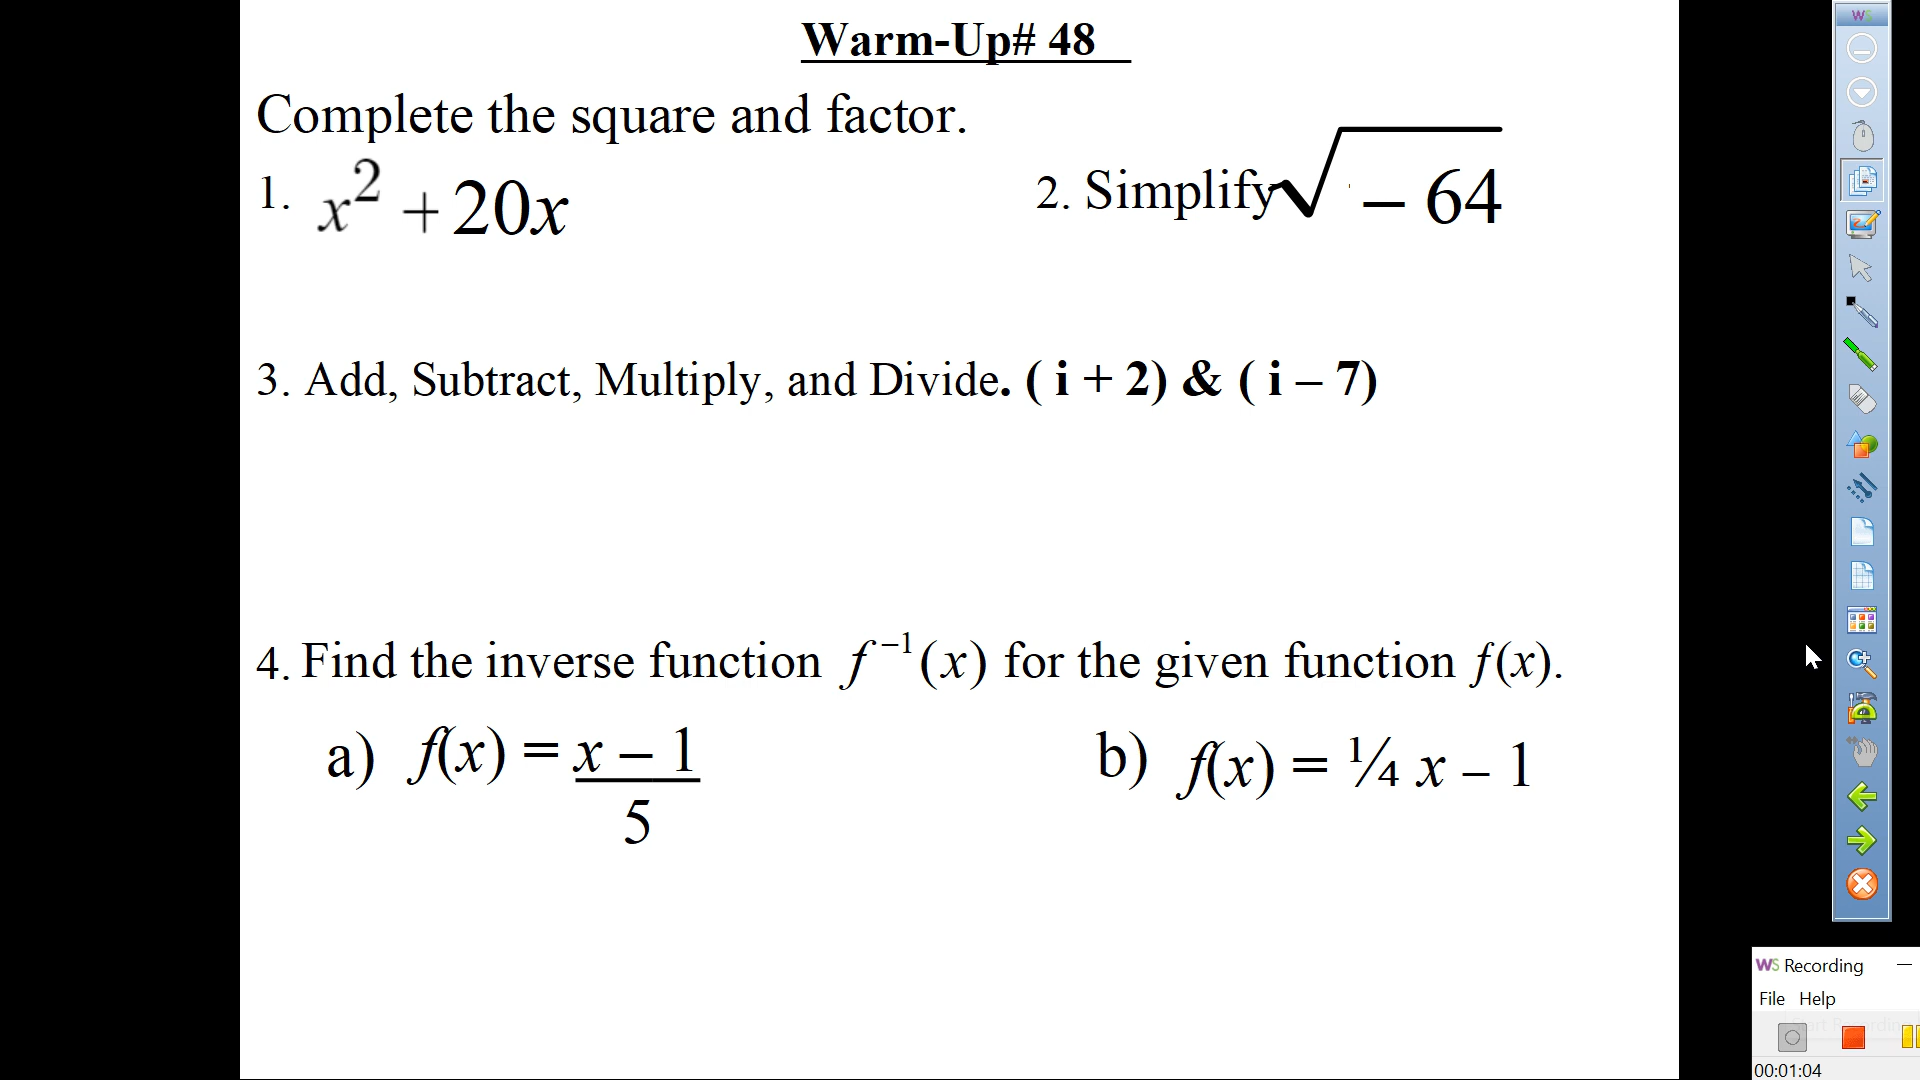 Warm-Up# 48
Complete the square and factor.
1. x² + 20x
2. Simplify √ – 64
3. Add, Subtract, Multiply, and Divide. ( i + 2) & ( i – 7)
4. Find the inverse function f⁻¹(x) for the given function f(x).
a) f(x) = x – 1
5
b) f(x) = ¼ x – 1
WS
WS Recording
File Help
00:01:04